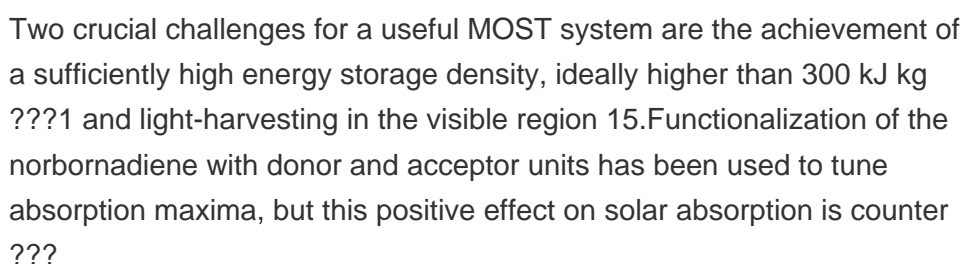 Two crucial challenges for a useful MOST system are the achievement of
a sufficiently high energy storage density, ideally higher than 300 kJ kg
???1 and light-harvesting in the visible region 15.Functionalization of the
norbornadiene with donor and acceptor units has been used to tune
absorption maxima, but this positive effect on solar absorption is counter
???